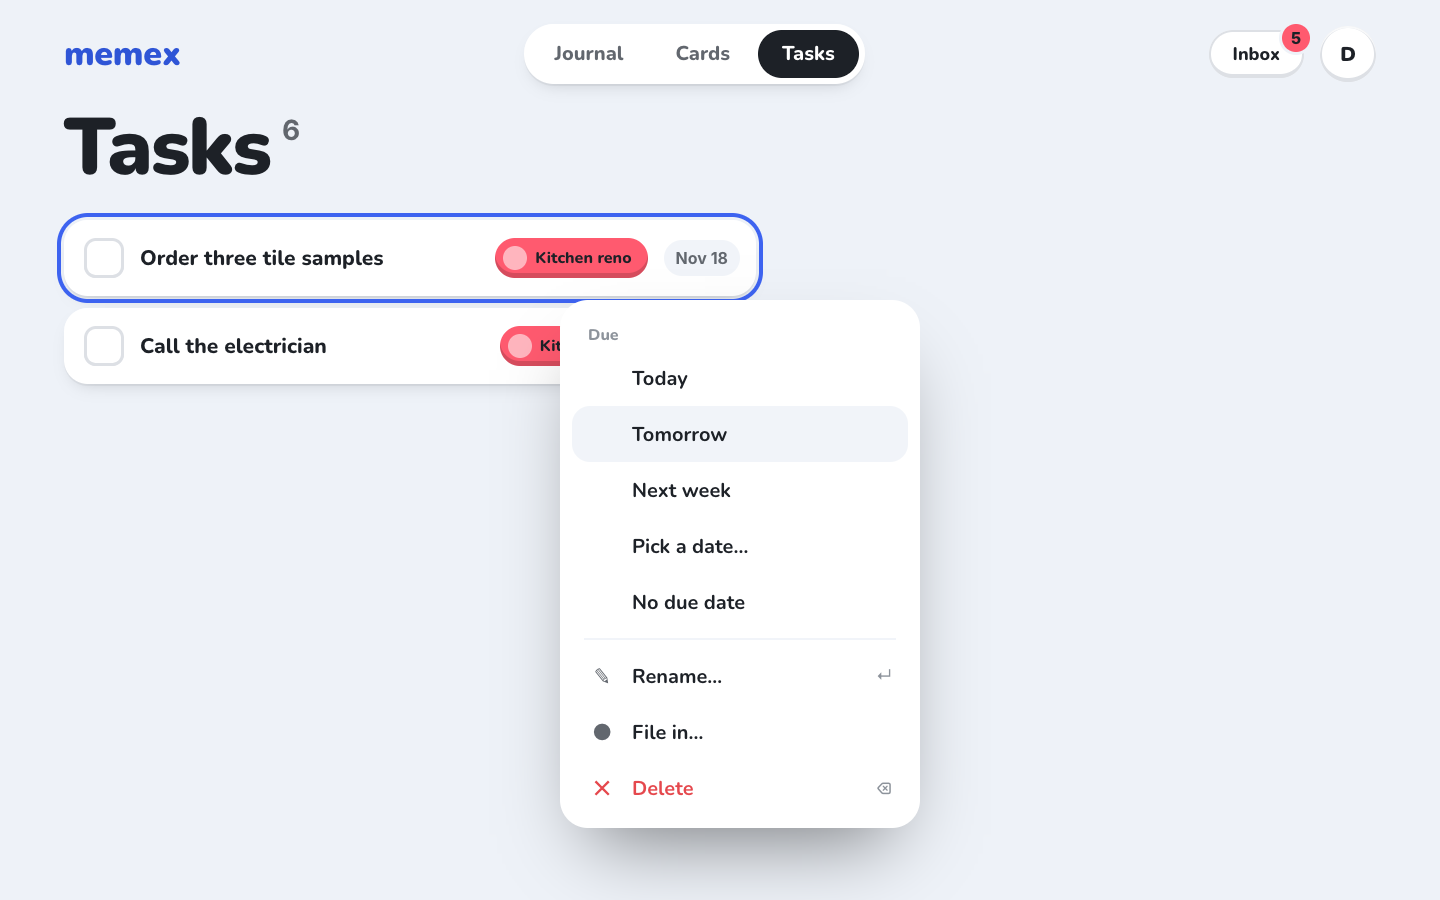 memex
Journal
Cards
Tasks
Inbox
5
D
Tasks 6
Order three tile samples
Kitchen reno
Nov 18
Call the electrician
Due
Today
Tomorrow
Next week
Pick a date...
No due date
Rename...
File in...
Delete